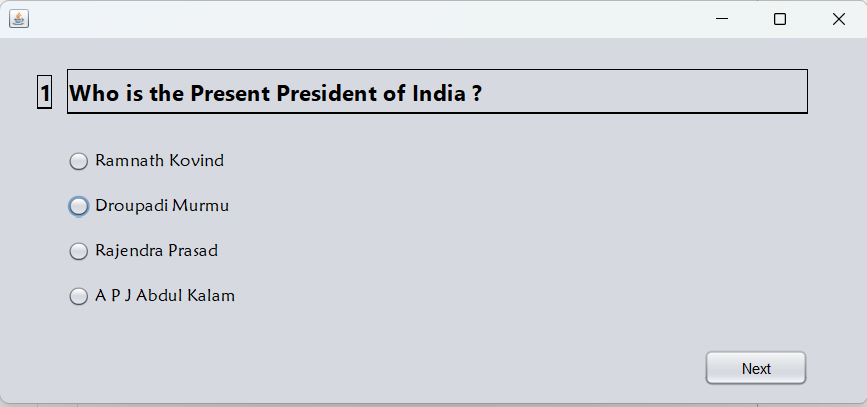 1 Who is the Present President of India ?
Ramnath Kovind
Droupadi Murmu
Rajendra Prasad
A P J Abdul Kalam
Next